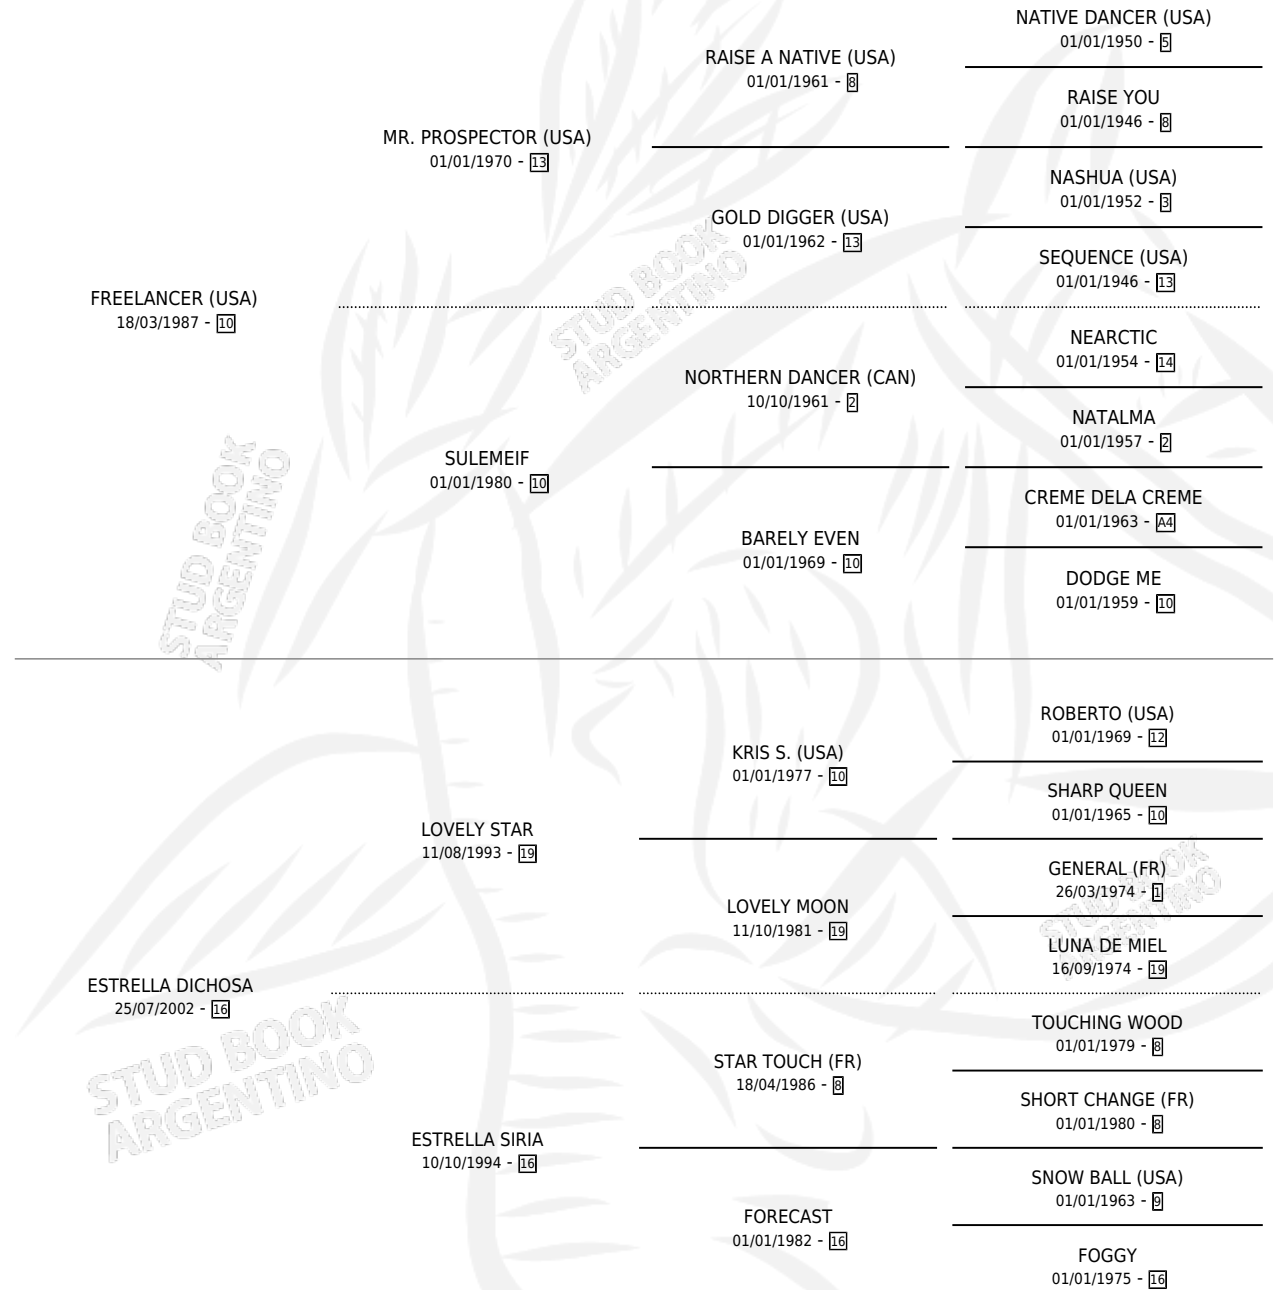 NATIVE DANCER (USA)
01/01/1950 - 5
RAISE A NATIVE (USA)
01/01/1961 - 8
RAISE YOU
01/01/1946 - 8
MR. PROSPECTOR (USA)
01/01/1970 - 13
NASHUA (USA)
01/01/1952 - 3
GOLD DIGGER (USA)
01/01/1962 - 13
SEQUENCE (USA)
01/01/1946 - 13
FREELANCER (USA)
18/03/1987 - 10
STUD BOOK
ARGENTINO
NEARCTIC
01/01/1954 - 14
NORTHERN DANCER (CAN)
10/10/1961 - 2
NATALMA
01/01/1957 - 2
SULEMEIF
01/01/1980 - 10
CREME DELA CREME
01/01/1963 - A4
BARELY EVEN
01/01/1969 - 10
DODGE ME
01/01/1959 - 10
STUD BOOK
ARGENTINO
ROBERTO (USA)
01/01/1969 - 12
KRIS S. (USA)
01/01/1977 - 10
SHARP QUEEN
01/01/1965 - 10
LOVELY STAR
11/08/1993 - 19
GENERAL (FR)
26/03/1974 - 1
LOVELY MOON
11/10/1981 - 19
LUNA DE MIEL
16/09/1974 - 19
STUD BOOK
ARGENTINO
ESTRELLA DICHOSA
25/07/2002 - 16
TOUCHING WOOD
01/01/1979 - 8
STAR TOUCH (FR)
18/04/1986 - 8
SHORT CHANGE (FR)
01/01/1980 - 8
STUD BOOK
ARGENTINO
ESTRELLA SIRIA
10/10/1994 - 16
SNOW BALL (USA)
01/01/1963 - 9
FORECAST
01/01/1982 - 16
FOGGY
01/01/1975 - 16